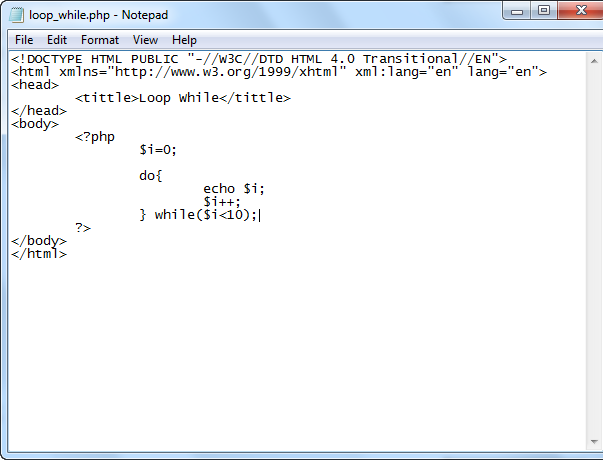 loop_while.php - Notepad
File Edit Format View Help
<!DOCTYPE HTML PUBLIC "-//W3C//DTD HTML 4.0 Transitional//EN">
<html xmlns="http://www.w3.org/1999/xhtml" xml:lang="en" lang="en">
<head>
        <tittle>Loop While</tittle>
</head>
<body>
        <?php
                $i=0;

                do{
                        echo $i;
                        $i++;
                } while($i<10);
        ?>
</body>
</html>